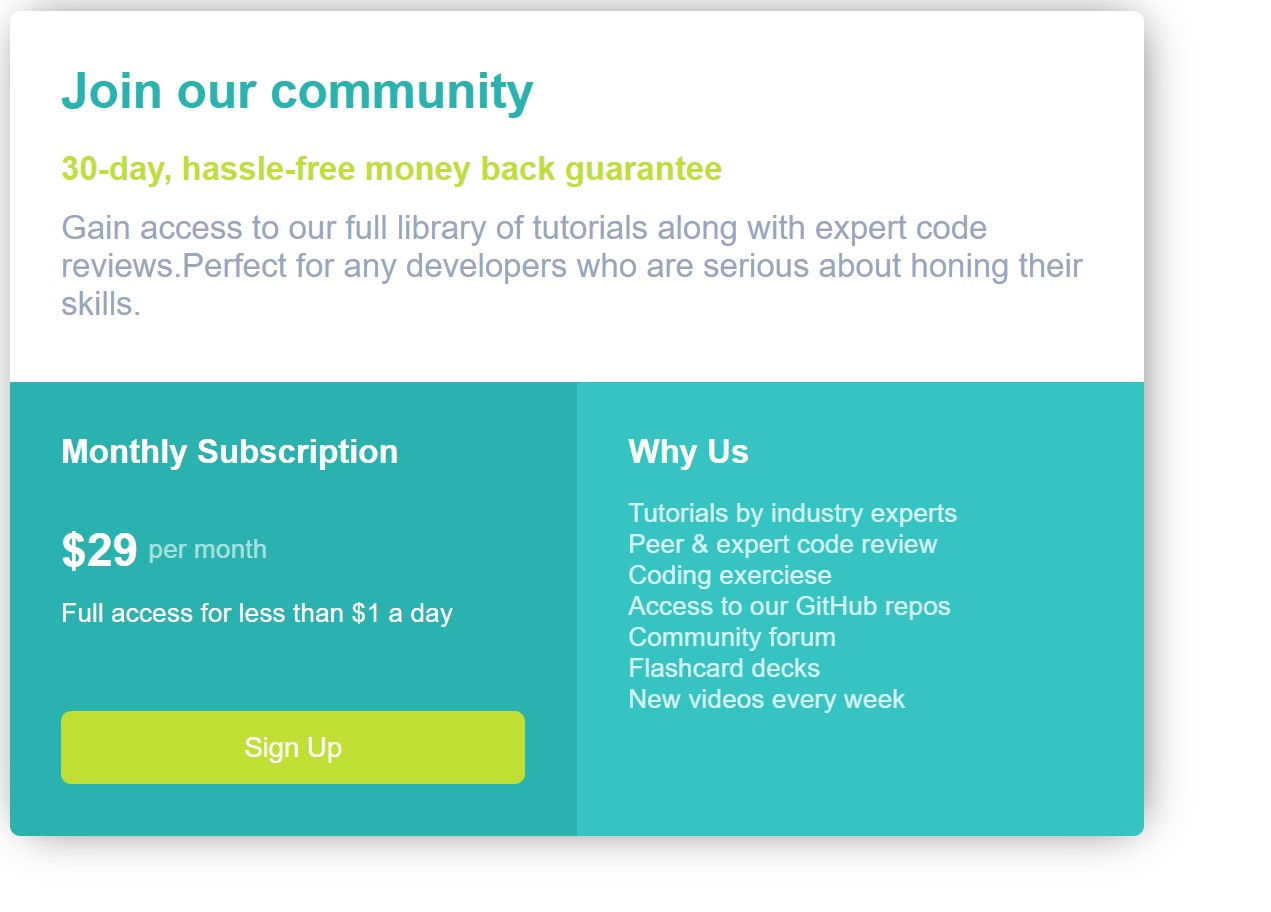 Join our community
30-day, hassle-free money back guarantee
Gain access to our full library of tutorials along with expert code
reviews.Perfect for any developers who are serious about honing their
skills.
Monthly Subscription
$29 per month
Full access for less than $1 a day
Sign Up
Why Us
Tutorials by industry experts
Peer & expert code review
Coding exerciese
Access to our GitHub repos
Community forum
Flashcard decks
New videos every week